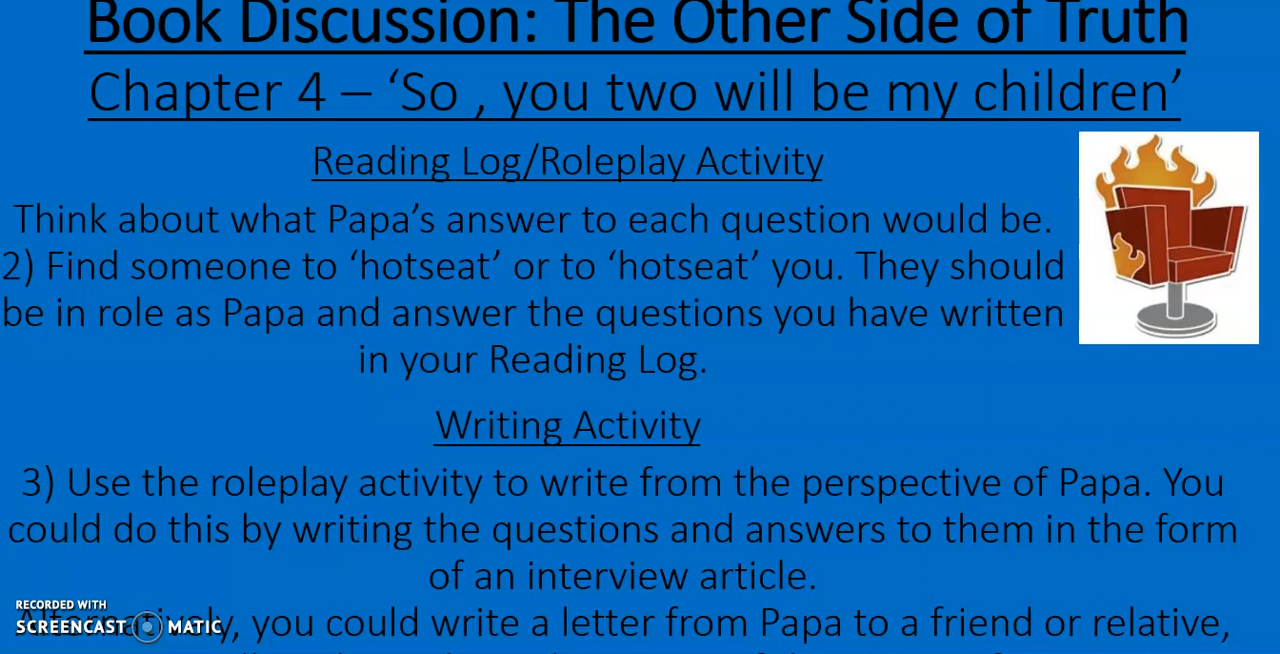 Book Discussion: The Other Side of Truth
Chapter 4 – ‘So , you two will be my children’
Reading Log/Roleplay Activity
Think about what Papa’s answer to each question would be.
2) Find someone to ‘hotseat’ or to ‘hotseat’ you. They should
be in role as Papa and answer the questions you have written
in your Reading Log.
Writing Activity
3) Use the roleplay activity to write from the perspective of Papa. You
could do this by writing the questions and answers to them in the form
of an interview article.
Alternatively, you could write a letter from Papa to a friend or relative,
RECORDED WITH
SCREENCAST MATIC